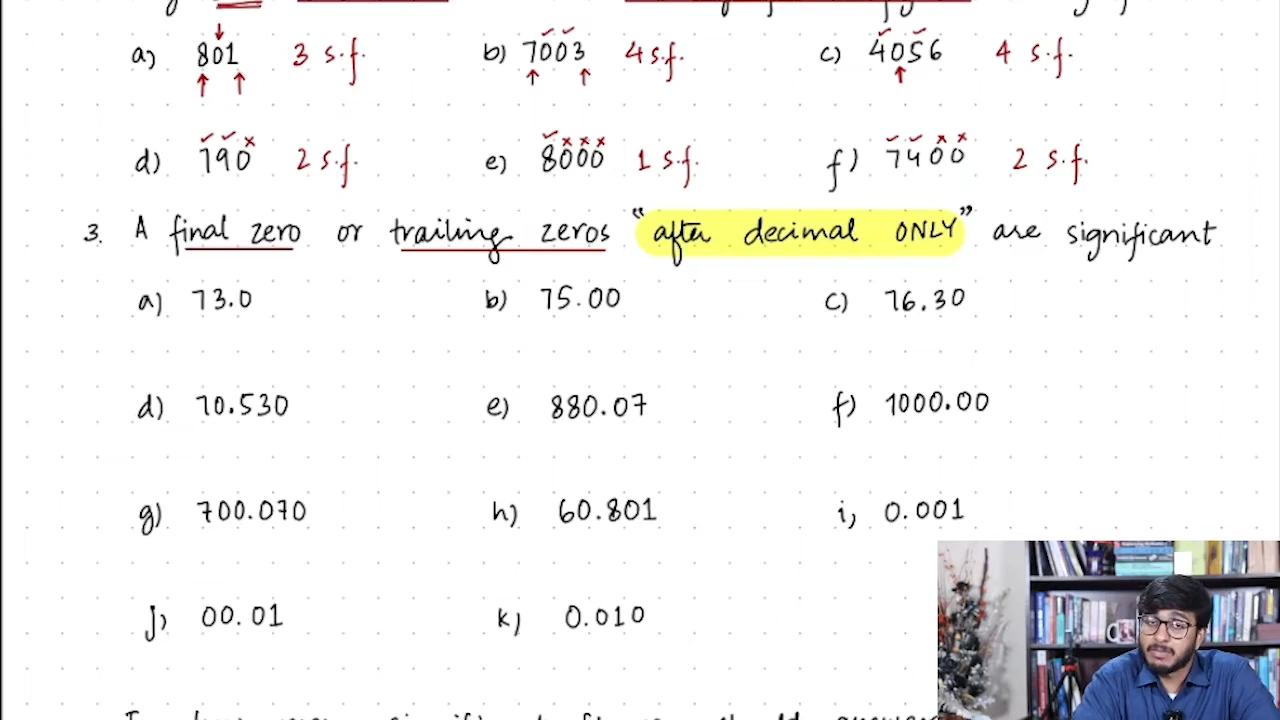 a) 801 3 s.f. b) 7003 4 s.f. c) 4056 4 s.f.
d) 790 2 s.f. e) 8000 1 s.f. f) 7400 2 s.f.
3. A final zero or trailing zeros "after decimal ONLY" are significant
a) 73.0 b) 75.00 c) 76.30
d) 70.530 e) 880.07 f) 1000.00
g) 700.070 h) 60.801 i) 0.001
j) 00.01 k) 0.010